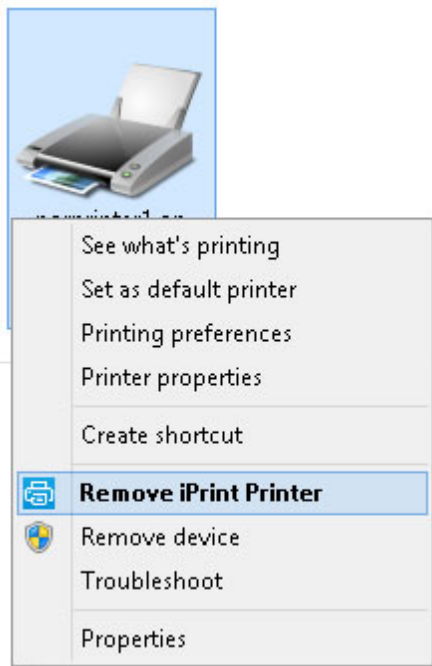 See what's printing
Set as default printer
Printing preferences
Printer properties
Create shortcut
Remove iPrint Printer
Remove device
Troubleshoot
Properties